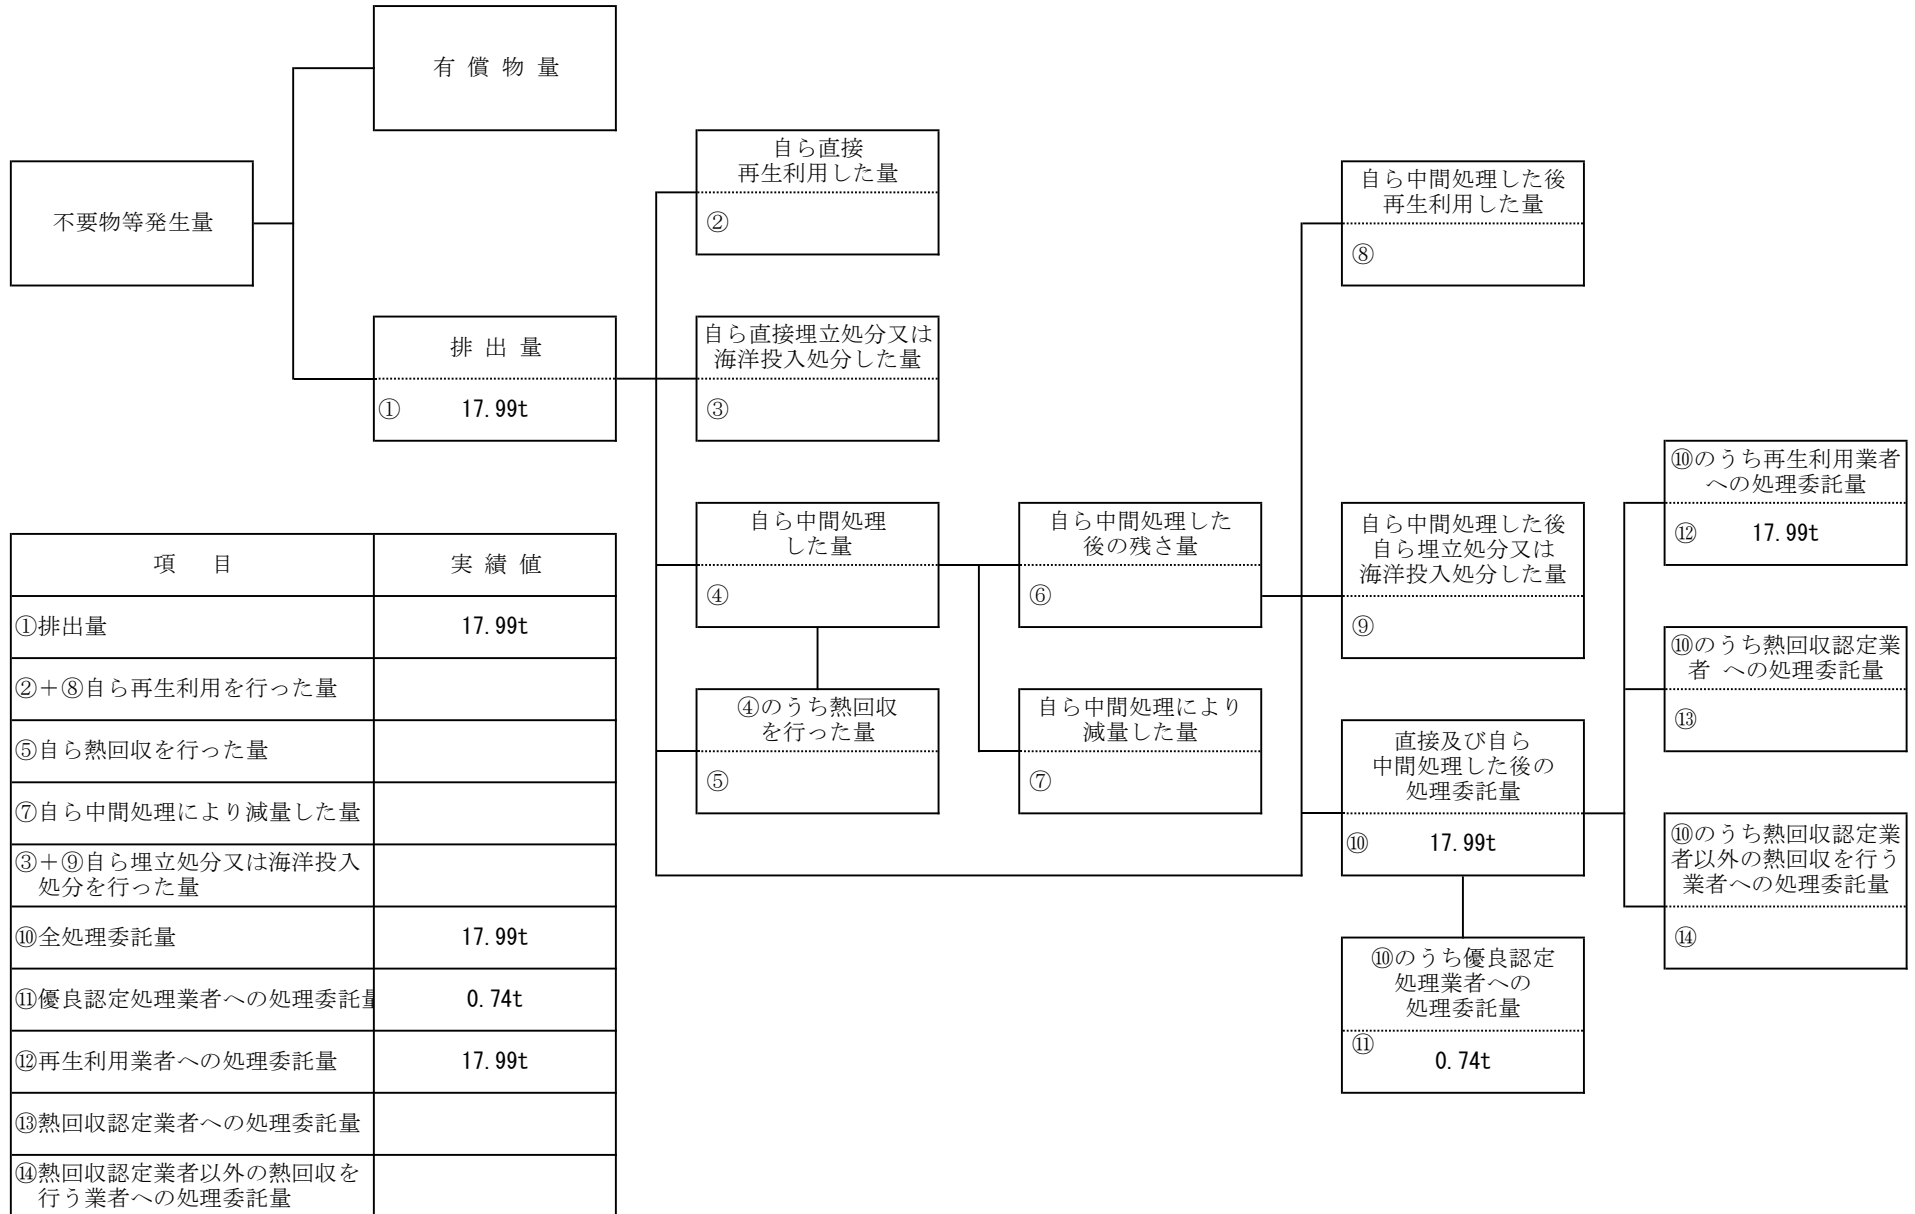 有 償 物 量
不要物等発生量
排 出 量
① 17.99t
自ら直接
再生利用した量
②
自ら直接埋立処分又は
海洋投入処分した量
③
自ら中間処理
した量
④
④のうち熱回収
を行った量
⑤
自ら中間処理した
後の残さ量
⑥
自ら中間処理により
減量した量
⑦
自ら中間処理した後
再生利用した量
⑧
自ら中間処理した後
自ら埋立処分又は
海洋投入処分した量
⑨
直接及び自ら
中間処理した後の
処理委託量
⑩ 17.99t
⑩のうち優良認定
処理業者への
処理委託量
⑪
0.74t
⑩のうち再生利用業者
への処理委託量
⑫ 17.99t
⑩のうち熱回収認定業
者 への処理委託量
⑬
⑩のうち熱回収認定業
者以外の熱回収を行う
業者への処理委託量
⑭
項 目 実 績 値
①排出量 17.99t
②+⑧自ら再生利用を行った量
⑤自ら熱回収を行った量
⑦自ら中間処理により減量した量
③+⑨自ら埋立処分又は海洋投入
処分を行った量
⑩全処理委託量 17.99t
⑪優良認定処理業者への処理委託量 0.74t
⑫再生利用業者への処理委託量 17.99t
⑬熱回収認定業者への処理委託量
⑭熱回収認定業者以外の熱回収を
行う業者への処理委託量